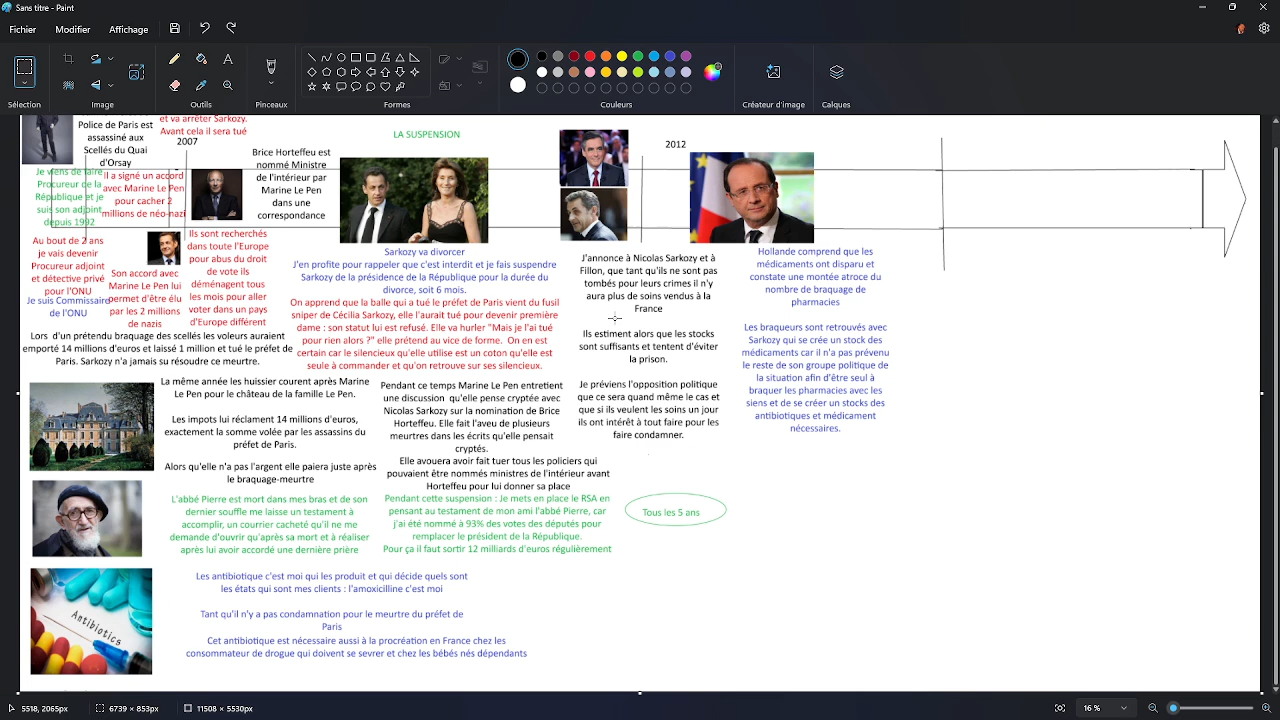 Sans titre - Paint
Sélection
Image
Outils
Pinceaux
Formes
Couleurs
Créateur d'image
Calques
Police de Paris est
assassiné aux
Scellés du Quai
d'Orsay
et va arrêter Sarkozy.
Avant cela il sera tué
2007
LA SUSPENSION
2012
Je viens de faire
Procureur de la
République et je
suis son adjoint
depuis 1992
Il a signé un accord
avec Marine Le Pen
pour cacher 2
millions de néo-nazi
Brice Horteffeu est
nommé Ministre
de l'intérieur par
Marine Le Pen
dans une
correspondance
Au bout de 2 ans
je vais devenir
Procureur adjoint
et détective privé
pour l'ONU
Je suis Commissaire
de l'ONU
Son accord avec
Marine Le Pen lui
permet d'être élu
par les 2 millions
de nazis
Ils sont recherchés
dans toute l'Europe
pour abus du droit
de vote ils
déménagent tous
les mois pour aller
voter dans un pays
d'Europe différent
Sarkozy va divorcer
J'en profite pour rappeler que c'est interdit et je fais suspendre
Sarkozy de la présidence de la République pour la durée du
divorce, soit 6 mois.
On apprend que la balle qui a tué le préfet de Paris vient du fusil
sniper de Cécilia Sarkozy, elle l'aurait tué pour devenir première
dame : son statut lui est refusé. Elle va hurler "Mais je l'ai tué
pour rien alors ?" elle prétend au vice de forme.  On en est
certain car le silencieux qu'elle utilise est un coton qu'elle est
seule à commander et qu'on retrouve sur ses silencieux.
J'annonce à Nicolas Sarkozy et à
Fillon, que tant qu'ils ne sont pas
tombés pour leurs crimes il n'y
aura plus de soins vendus à la
France
Ils estiment alors que les stocks
sont suffisants et tentent d'éviter
la prison.
Je préviens l'opposition politique
que ce sera quand même le cas et
que si ils veulent les soins un jour
ils ont intérêt à tout faire pour les
faire condamner.
Hollande comprend que les
médicaments ont disparu et
constate une montée atroce du
nombre de braquage de
pharmacies
Les braqueurs sont retrouvés avec
Sarkozy qui se crée un stock des
médicaments car il n'a pas prévenu
le reste de son groupe politique de
la situation afin d'être seul à
braquer les pharmacies avec les
siens et de se créer un stocks des
antibiotiques et médicament
nécessaires.
Lors  d'un prétendu braquage des scellés les voleurs auraient
emporté 14 millions d'euros et laissé 1 million et tué le préfet de
Paris. Sarkozy n'a jamais su résoudre ce meurtre.
La même année les huissier courent après Marine
Le Pen pour le château de la famille Le Pen.
Les impots lui réclament 14 millions d'euros,
exactement la somme volée par les assassins du
préfet de Paris.
Alors qu'elle n'a pas l'argent elle paiera juste après
le braquage-meurtre
Pendant ce temps Marine Le Pen entretient
une discussion  qu'elle pense cryptée avec
Nicolas Sarkozy sur la nomination de Brice
Horteffeu. Elle fait l'aveu de plusieurs
meurtres dans les écrits qu'elle pensait
cryptés.
Elle avouera avoir fait tuer tous les policiers qui
pouvaient être nommés ministres de l'intérieur avant
Horteffeu pour lui donner sa place
L'abbé Pierre est mort dans mes bras et de son
dernier souffle me laisse un testament à
accomplir, un courrier cacheté qu'il ne me
demande d'ouvrir qu'après sa mort et à réaliser
après lui avoir accordé une dernière prière
Pendant cette suspension : Je mets en place le RSA en
pensant au testament de mon ami l'abbé Pierre, car
j'ai été nommé à 93% des votes des députés pour
remplacer le président de la République.
Pour ça il faut sortir 12 milliards d'euros régulièrement
Tous les 5 ans
Antibiotics
Les antibiotique c'est moi qui les produit et qui décide quels sont
les états qui sont mes clients : l'amoxicilline c'est moi
Tant qu'il n'y a pas condamnation pour le meurtre du préfet de
Paris
Cet antibiotique est nécessaire aussi à la procréation en France chez les
consommateur de drogue qui doivent se sevrer et chez les bébés nés dépendants
5518, 2065px
6739 × 853px
11508 × 5530px
16 %